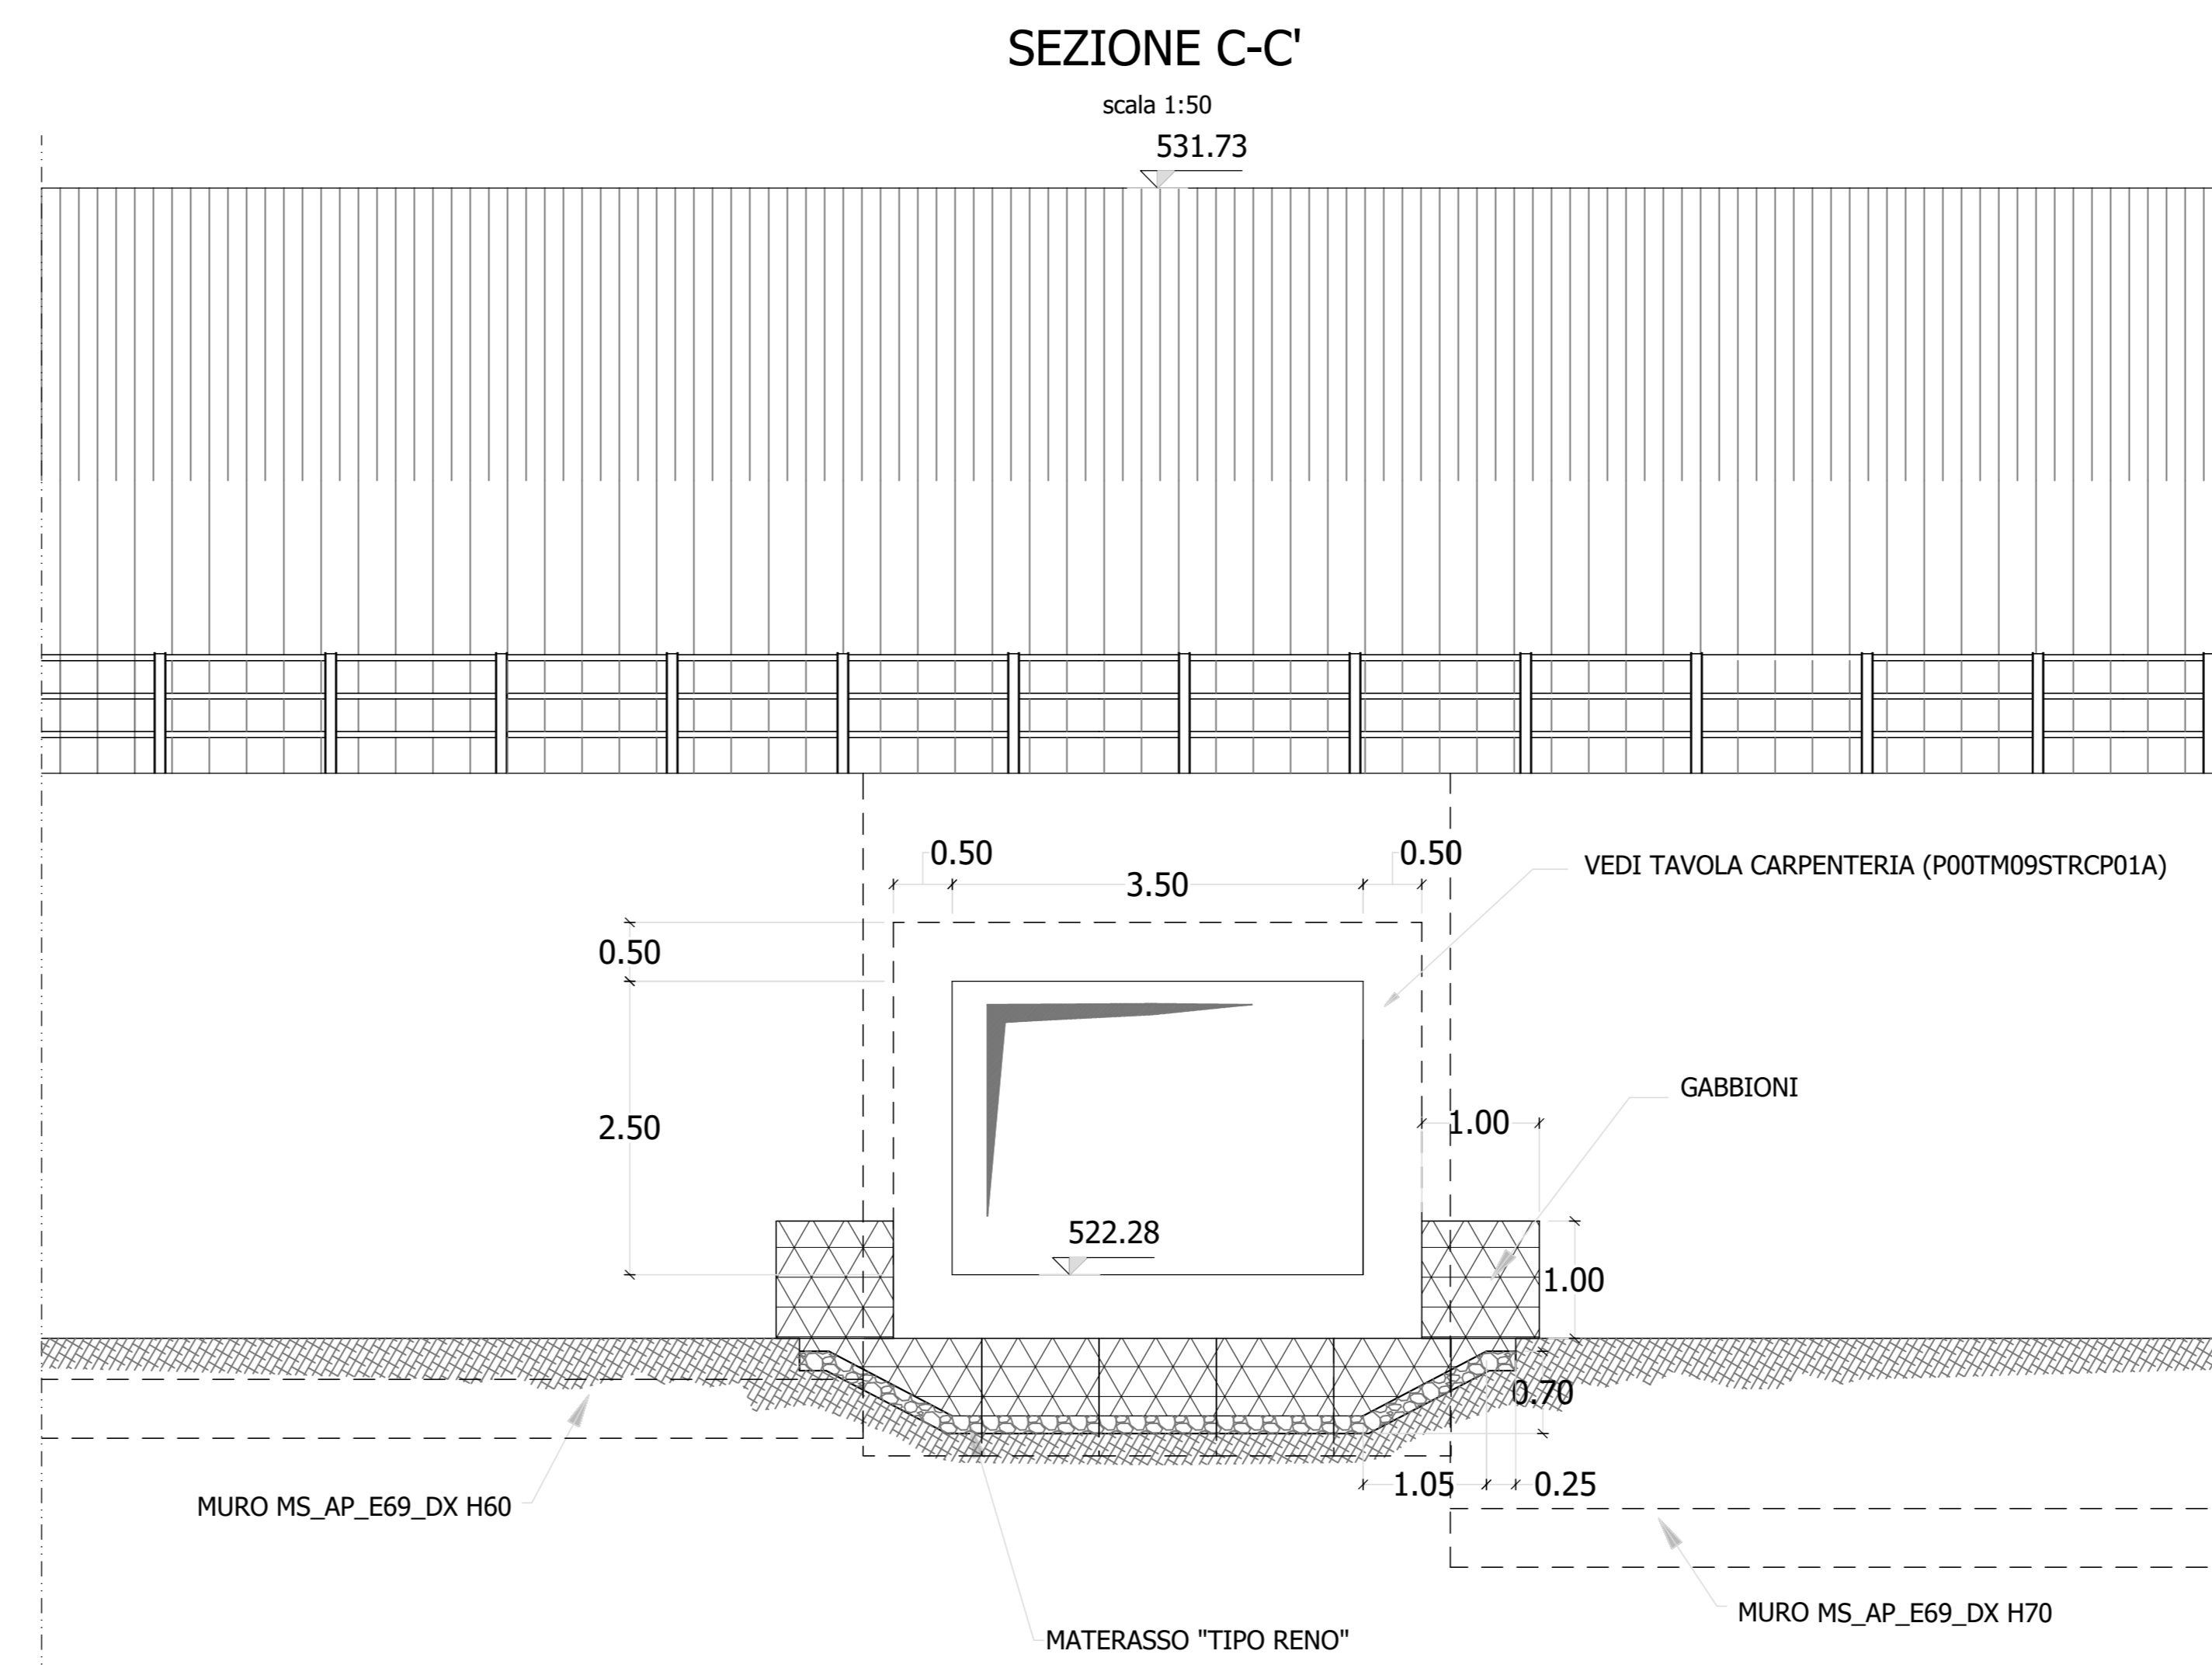 SEZIONE C-C'
scala 1:50
531.73
0.50
0.50
3.50
VEDI TAVOLA CARPENTERIA (P00TM09STRCP01A)
0.50
GABBIONI
1.00
2.50
522.28
1.00
0.70
1.05
0.25
MURO MS_AP_E69_DX H60
MURO MS_AP_E69_DX H70
MATERASSO "TIPO RENO"